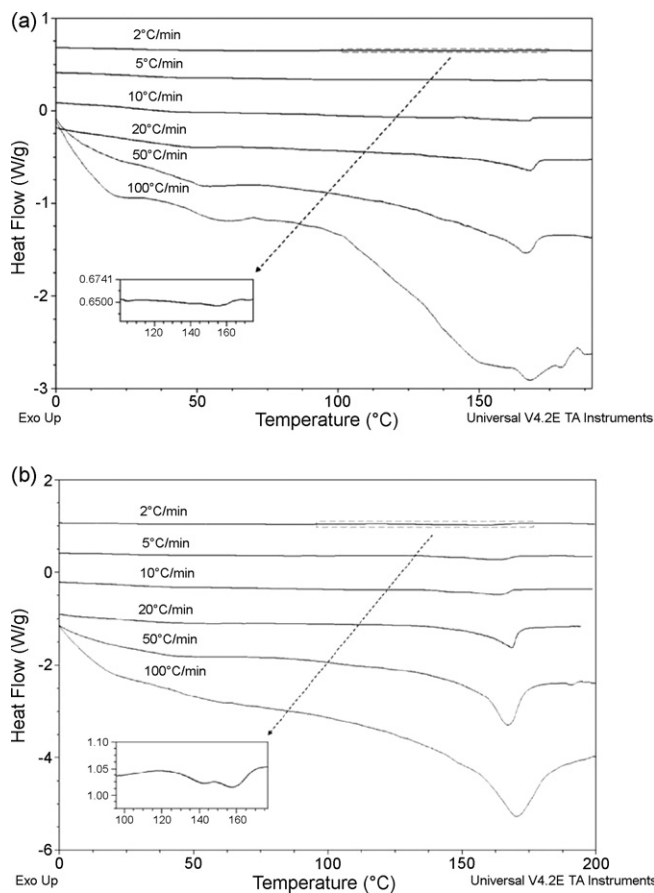 (a)
1
0
-1
-2
-3
Heat Flow (W/g)
2°C/min
5°C/min
10°C/min
20°C/min
50°C/min
100°C/min
0.6741
0.6500
120 140 160
0 50 100 150
Exo Up
Temperature (°C)
Universal V4.2E TA Instruments
(b)
2
0
-2
-4
-6
Heat Flow (W/g)
2°C/min
5°C/min
10°C/min
20°C/min
50°C/min
100°C/min
1.10
1.05
1.00
100 120 140 160
0 50 100 150 200
Exo Up
Temperature (°C)
Universal V4.2E TA Instruments